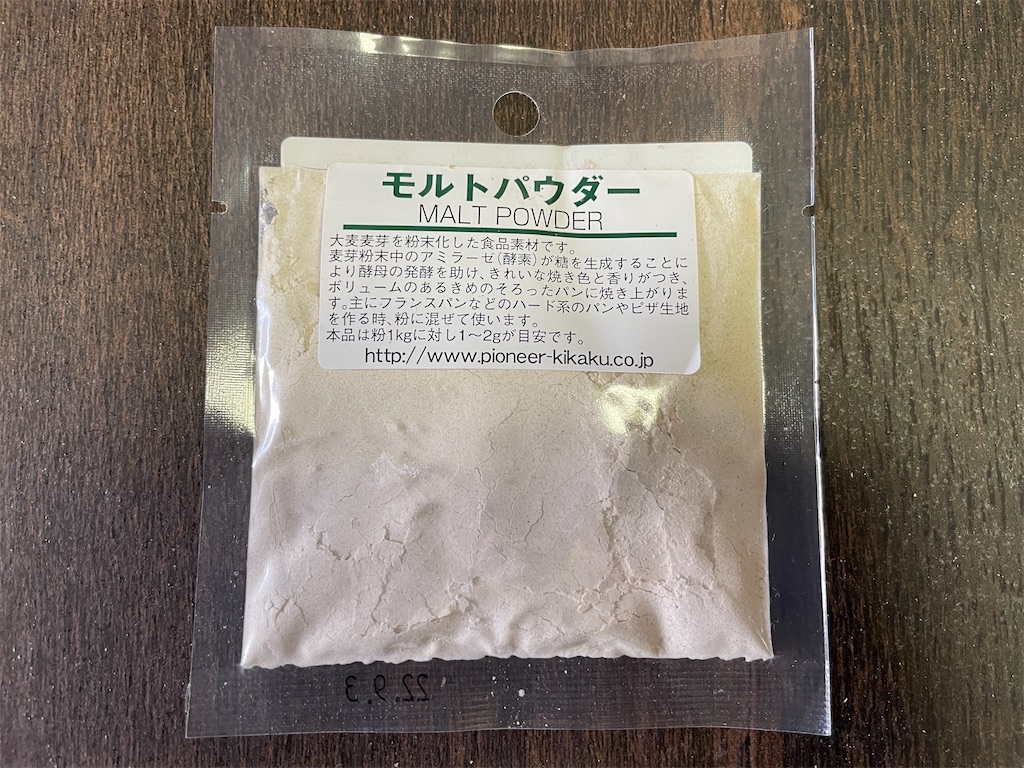 モルトパウダー
MALT POWDER
大麦麦芽を粉末化した食品素材です。
麦芽粉末中のアミラーゼ(酵素)が糖を生成することに
より酵母の発酵を助け、きれいな焼き色と香りがつき、
ボリュームのあるきめのそろったパンに焼き上がりま
す。主にフランスパンなどのハード系のパンやピザ生地
を作る時、粉に混ぜて使います。
本品は粉1kgに対し1～2gが目安です。
http://www.pioneer-kikaku.co.jp
22.9.3